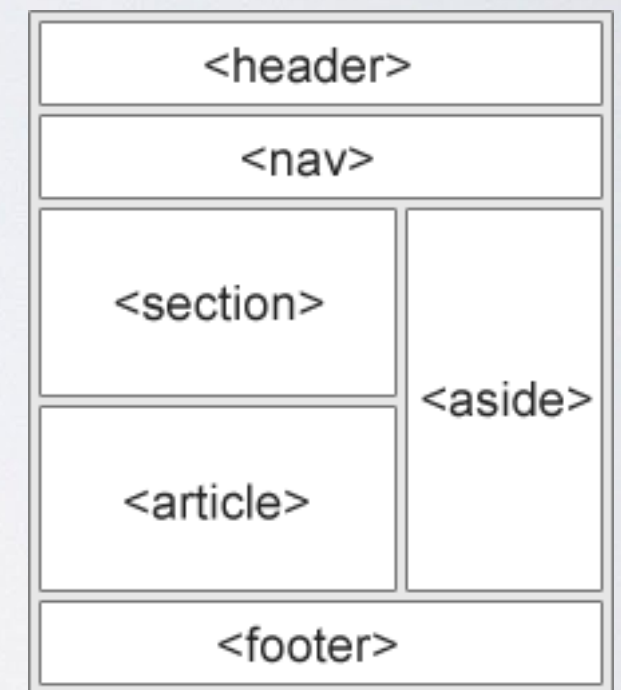 <header>
<nav>
<section>
<aside>
<article>
<footer>